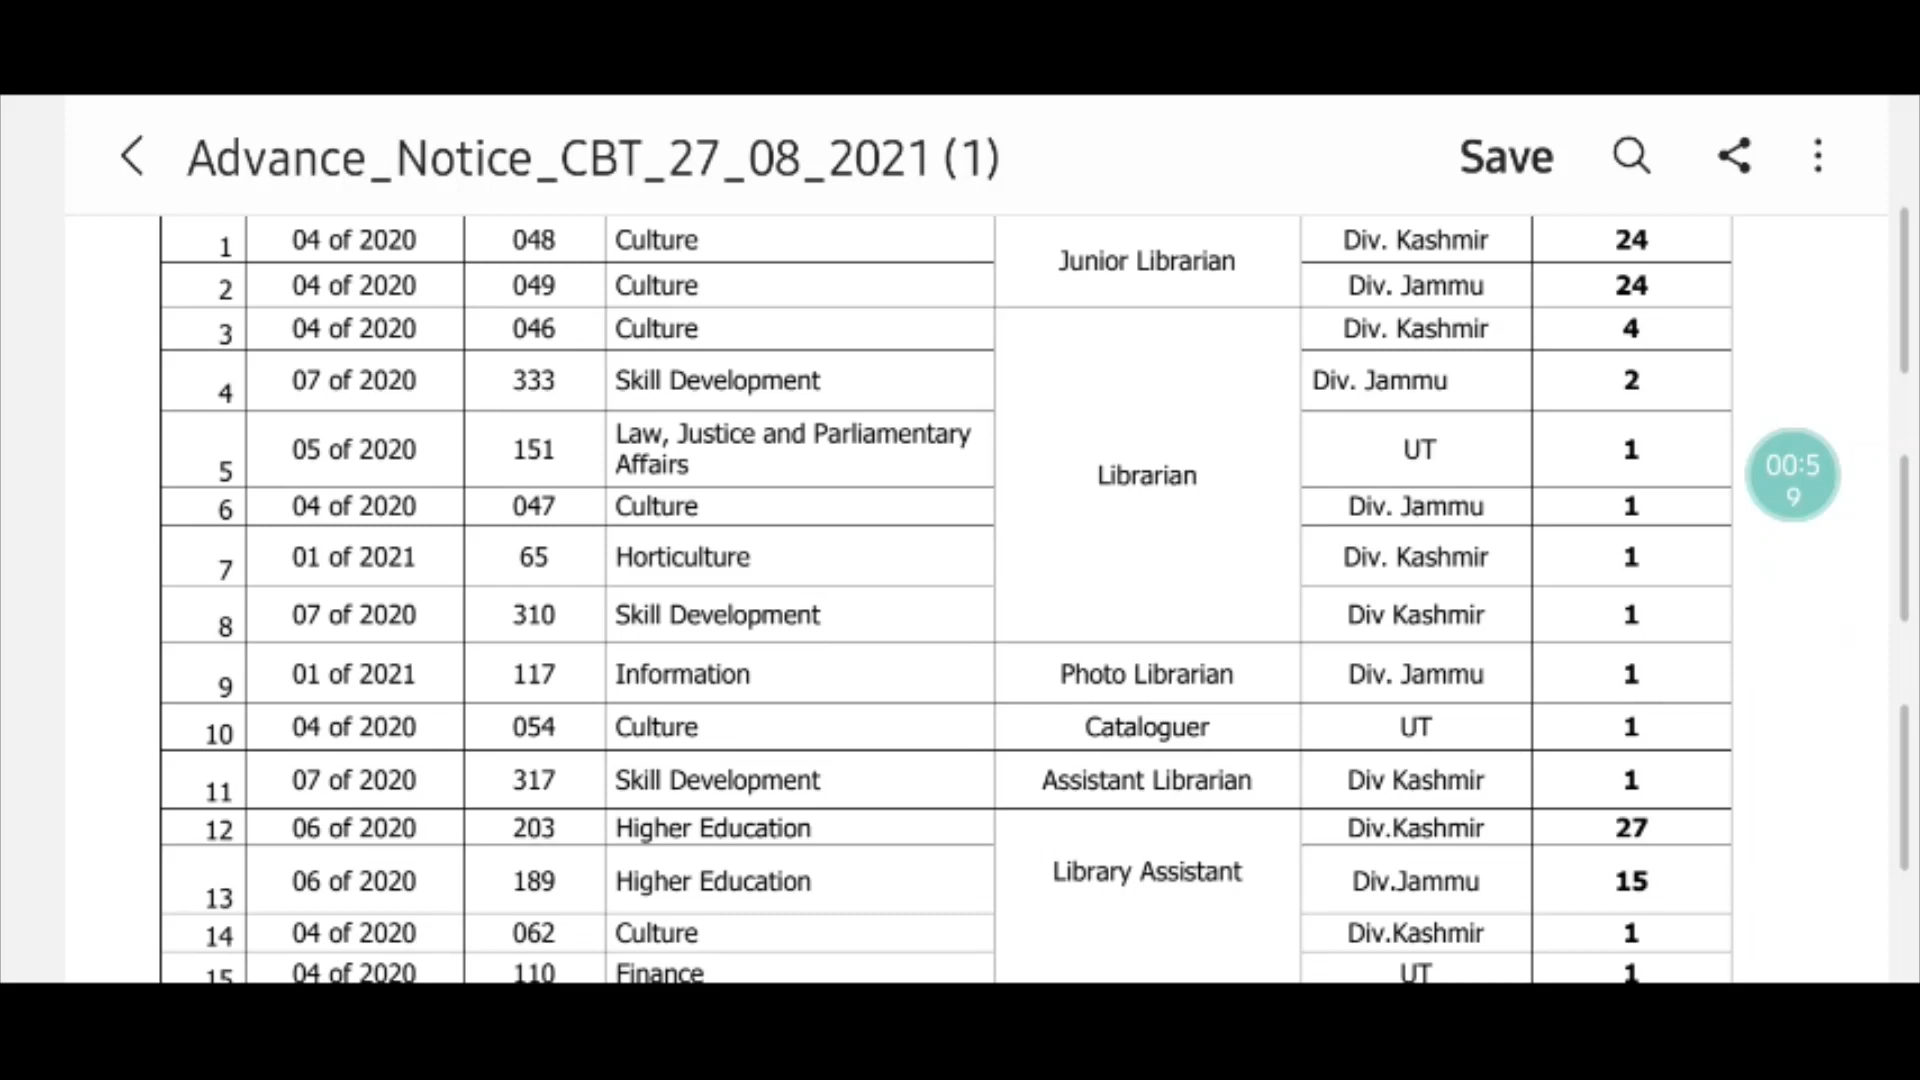 Advance_Notice_CBT_27_08_2021 (1) Save
1 04 of 2020 048 Culture Junior Librarian Div. Kashmir 24
2 04 of 2020 049 Culture Div. Jammu 24
3 04 of 2020 046 Culture Librarian Div. Kashmir 4
4 07 of 2020 333 Skill Development Div. Jammu 2
5 05 of 2020 151 Law, Justice and Parliamentary Affairs UT 1
6 04 of 2020 047 Culture Div. Jammu 1
7 01 of 2021 65 Horticulture Div. Kashmir 1
8 07 of 2020 310 Skill Development Div Kashmir 1
9 01 of 2021 117 Information Photo Librarian Div. Jammu 1
10 04 of 2020 054 Culture Cataloguer UT 1
11 07 of 2020 317 Skill Development Assistant Librarian Div Kashmir 1
12 06 of 2020 203 Higher Education Library Assistant Div.Kashmir 27
13 06 of 2020 189 Higher Education Div.Jammu 15
14 04 of 2020 062 Culture Div.Kashmir 1
15 04 of 2020 110 Finance UT 1
00:5
9